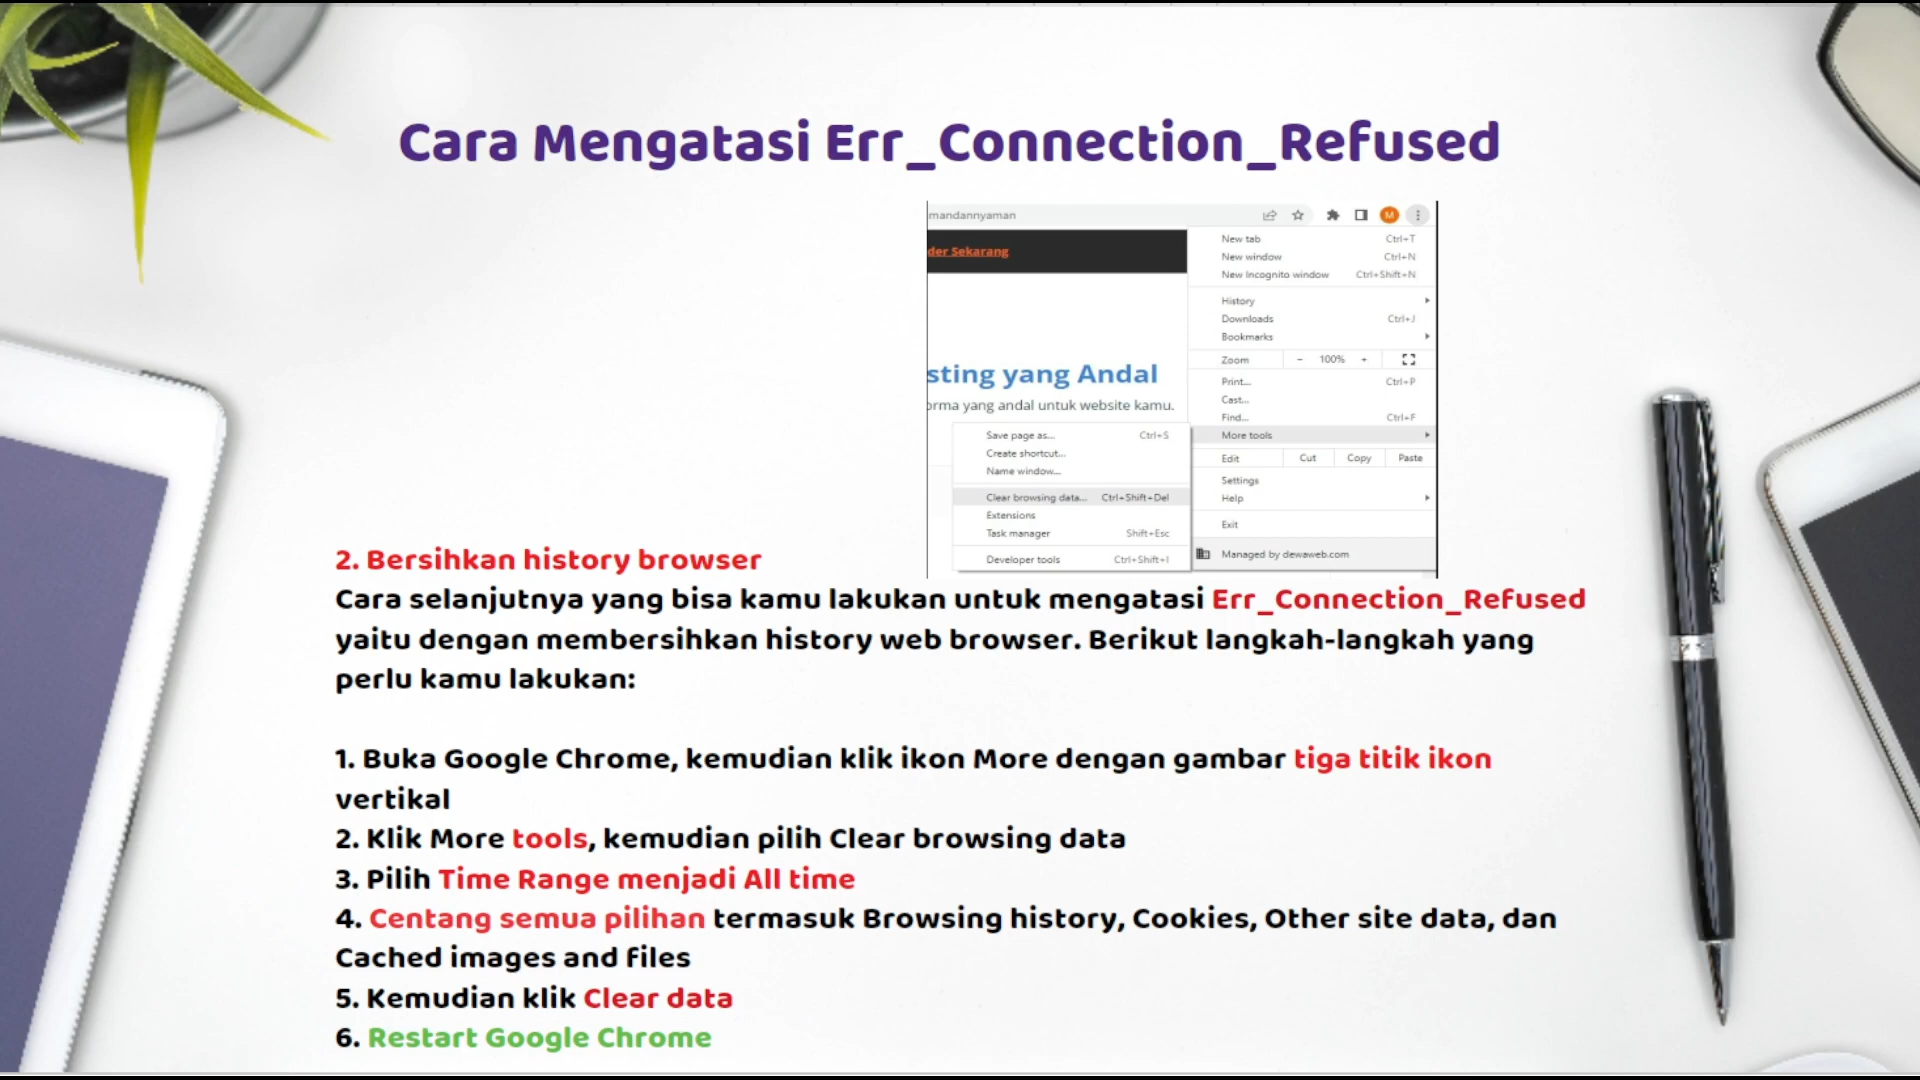 Cara Mengatasi Err_Connection_Refused
mandannyaman
der Sekarang
sting yang Andal
orma yang andal untuk website kamu.
M
New tab Ctrl+T
New window Ctrl+N
New Incognito window Ctrl+Shift+N
History
Downloads Ctrl+J
Bookmarks
Zoom - 100% +
Print... Ctrl+P
Cast...
Find... Ctrl+F
More tools
Edit Cut Copy Paste
Settings
Help
Exit
Managed by dewaweb.com
Save page as... Ctrl+S
Create shortcut...
Name window...
Clear browsing data... Ctrl+Shift+Del
Extensions
Task manager Shift+Esc
Developer tools Ctrl+Shift+I
2. Bersihkan history browser
Cara selanjutnya yang bisa kamu lakukan untuk mengatasi Err_Connection_Refused
yaitu dengan membersihkan history web browser. Berikut langkah-langkah yang
perlu kamu lakukan:
1. Buka Google Chrome, kemudian klik ikon More dengan gambar tiga titik ikon
vertikal
2. Klik More tools, kemudian pilih Clear browsing data
3. Pilih Time Range menjadi All time
4. Centang semua pilihan termasuk Browsing history, Cookies, Other site data, dan
Cached images and files
5. Kemudian klik Clear data
6. Restart Google Chrome